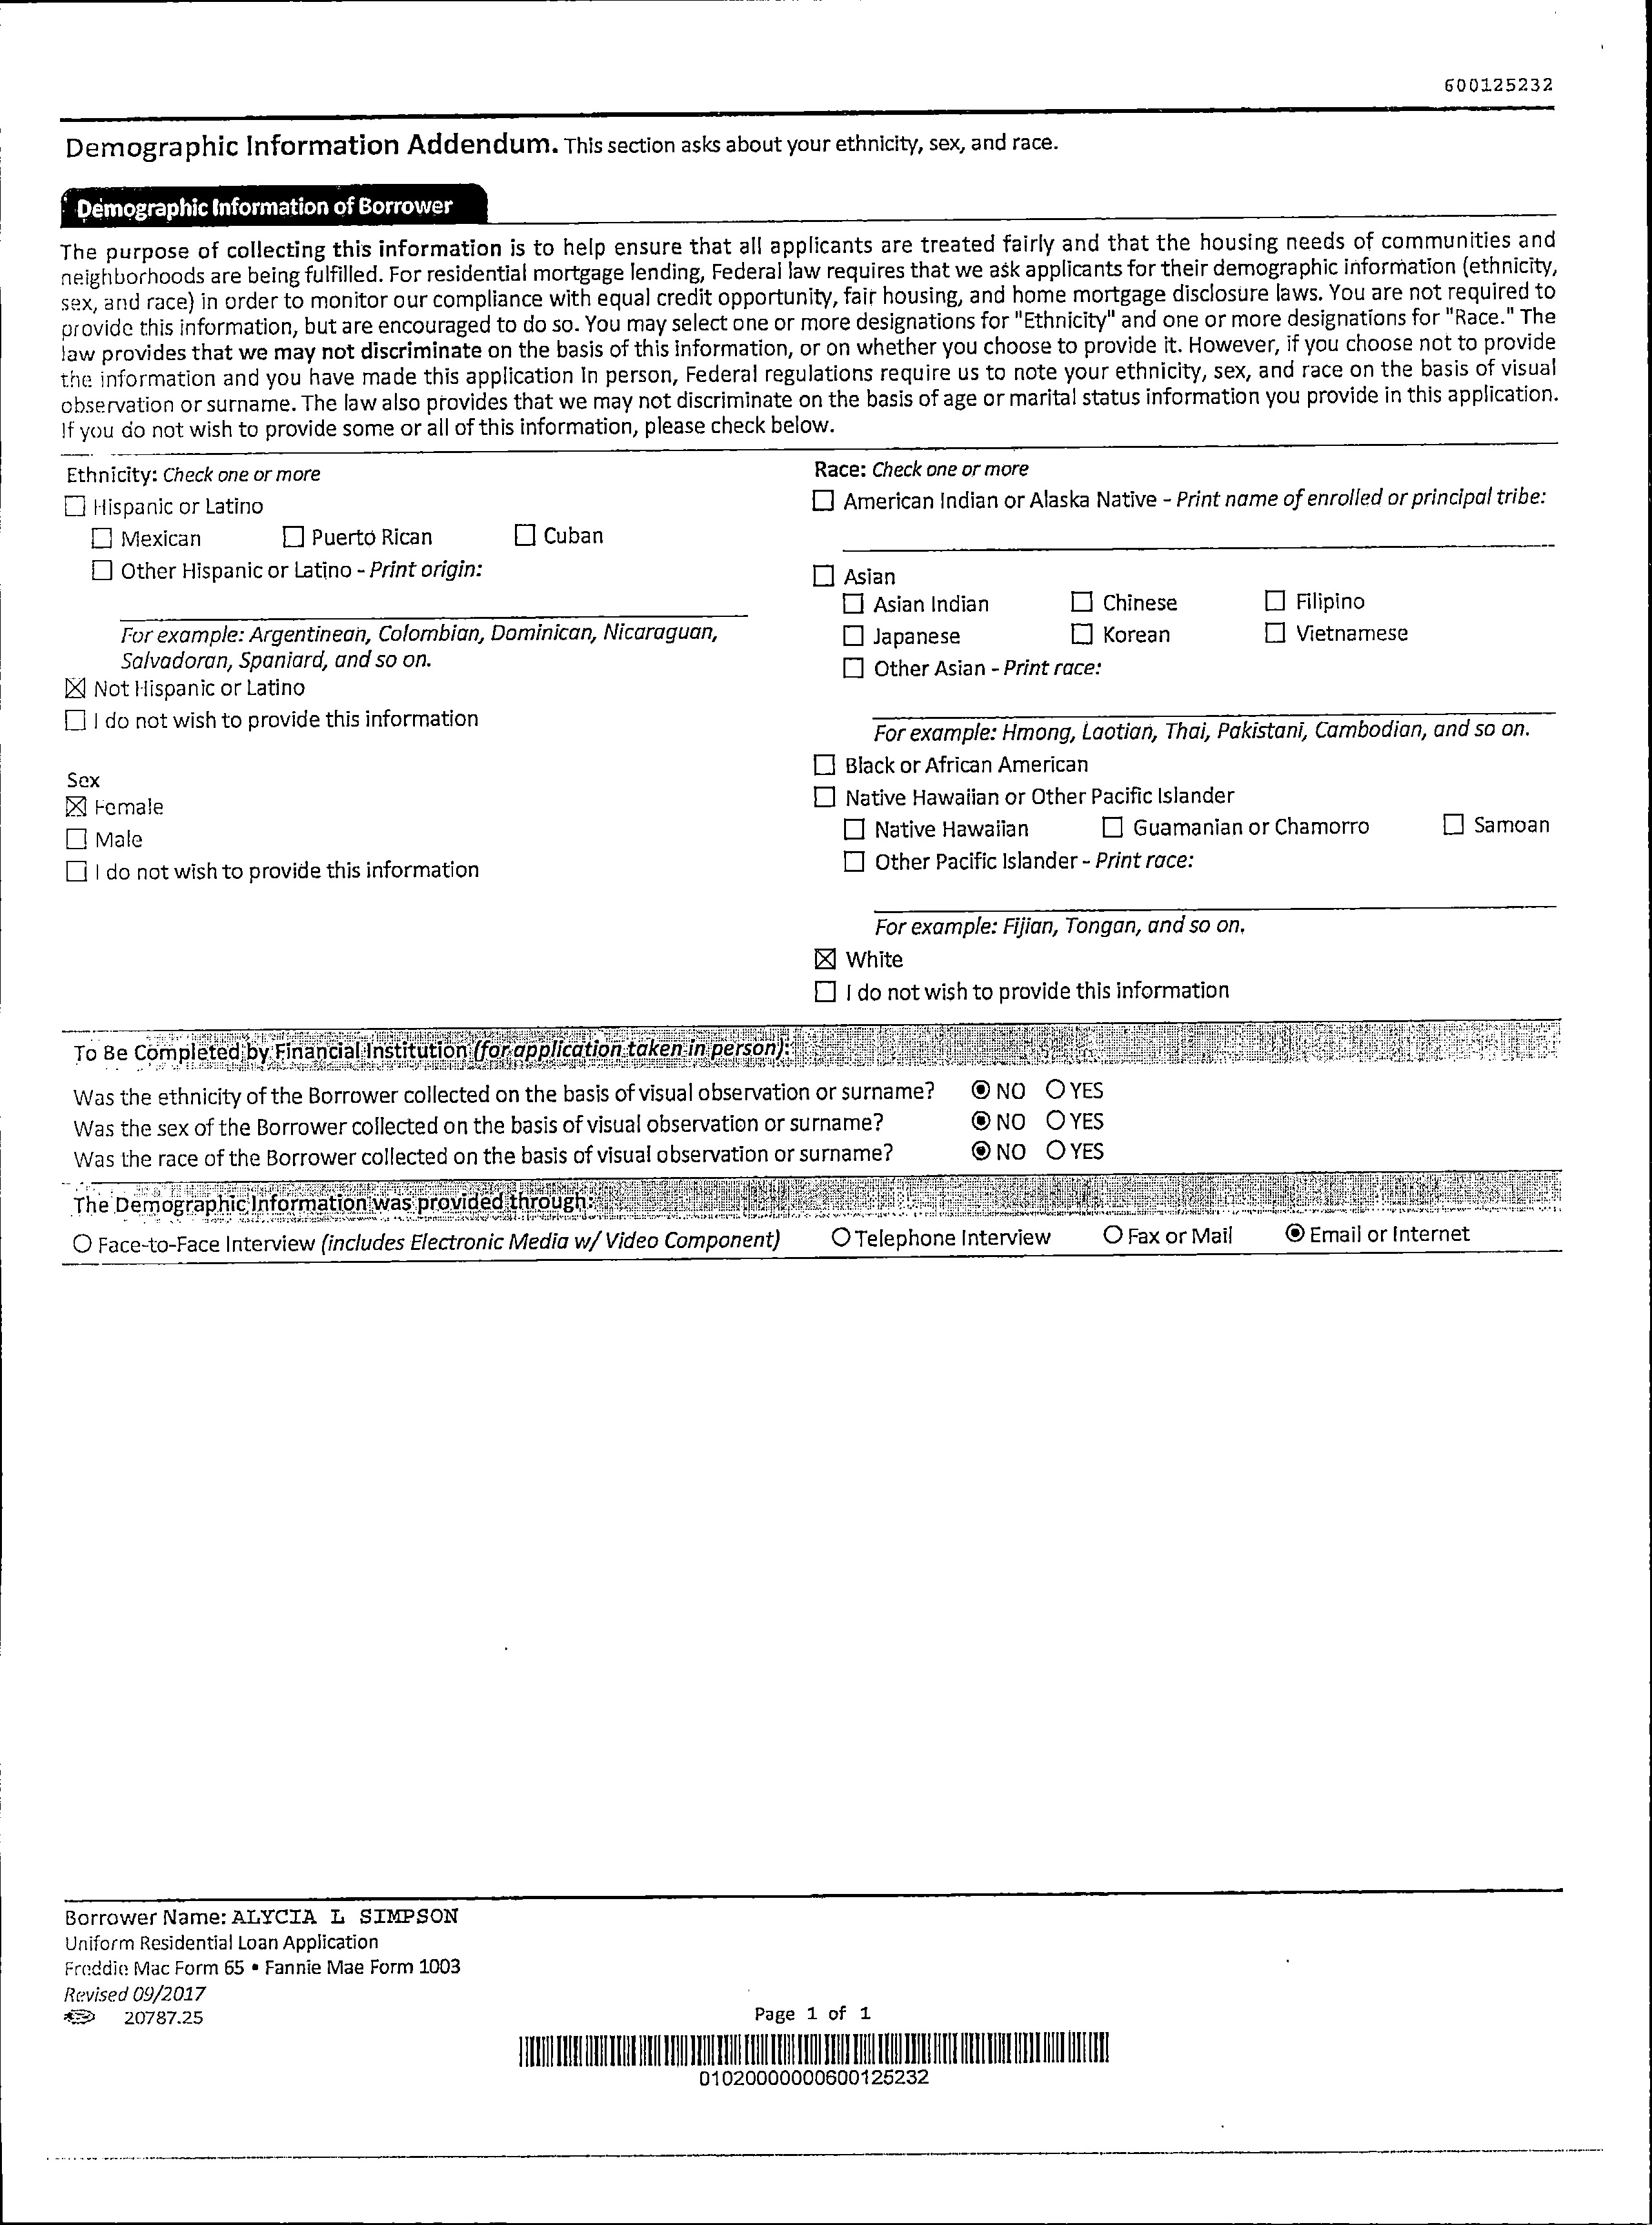 600125232
Demographic Information Addendum. This section asks about your ethnicity, sex, and race.
Demographic Information of Borrower
The purpose of collecting this information is to help ensure that all applicants are treated fairly and that the housing needs of communities and
neighborhoods are being fulfilled. For residential mortgage lending, Federal law requires that we ask applicants for their demographic information (ethnicity,
sex, and race) in order to monitor our compliance with equal credit opportunity, fair housing, and home mortgage disclosure laws. You are not required to
provide this information, but are encouraged to do so. You may select one or more designations for "Ethnicity" and one or more designations for "Race." The
law provides that we may not discriminate on the basis of this information, or on whether you choose to provide it. However, if you choose not to provide
the information and you have made this application in person, Federal regulations require us to note your ethnicity, sex, and race on the basis of visual
observation or surname. The law also provides that we may not discriminate on the basis of age or marital status information you provide in this application.
If you do not wish to provide some or all of this information, please check below.
Ethnicity: Check one or more
☐ Hispanic or Latino
☐ Mexican ☐ Puerto Rican ☐ Cuban
☐ Other Hispanic or Latino - Print origin:
For example: Argentinean, Colombian, Dominican, Nicaraguan,
Salvadoran, Spaniard, and so on.
☒ Not Hispanic or Latino
☐ I do not wish to provide this information
Sex
☒ Female
☐ Male
☐ I do not wish to provide this information
Race: Check one or more
☐ American Indian or Alaska Native - Print name of enrolled or principal tribe:
☐ Asian
☐ Asian Indian ☐ Chinese ☐ Filipino
☐ Japanese ☐ Korean ☐ Vietnamese
☐ Other Asian - Print race:
For example: Hmong, Laotian, Thai, Pakistani, Cambodian, and so on.
☐ Black or African American
☐ Native Hawaiian or Other Pacific Islander
☐ Native Hawaiian ☐ Guamanian or Chamorro ☐ Samoan
☐ Other Pacific Islander - Print race:
For example: Fijian, Tongan, and so on.
☒ White
☐ I do not wish to provide this information
To Be Completed by Financial Institution (for application taken in person):
Was the ethnicity of the Borrower collected on the basis of visual observation or surname? ◉ NO ○ YES
Was the sex of the Borrower collected on the basis of visual observation or surname? ◉ NO ○ YES
Was the race of the Borrower collected on the basis of visual observation or surname? ◉ NO ○ YES
The Demographic Information was provided through:
○ Face-to-Face Interview (includes Electronic Media w/ Video Component) ○ Telephone Interview ○ Fax or Mail ◉ Email or Internet
Borrower Name: ALYCIA L SIMPSON
Uniform Residential Loan Application
Freddie Mac Form 65 • Fannie Mae Form 1003
Revised 09/2017
20787.25
Page 1 of 1
01020000000600125232